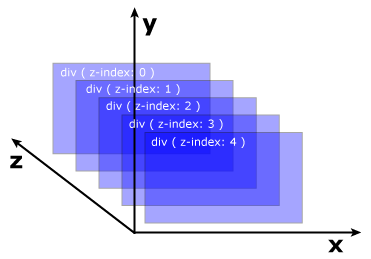 y
div ( z-index: 0 )
div ( z-index: 1 )
div ( z-index: 2 )
div ( z-index: 3 )
div ( z-index: 4 )
z
x